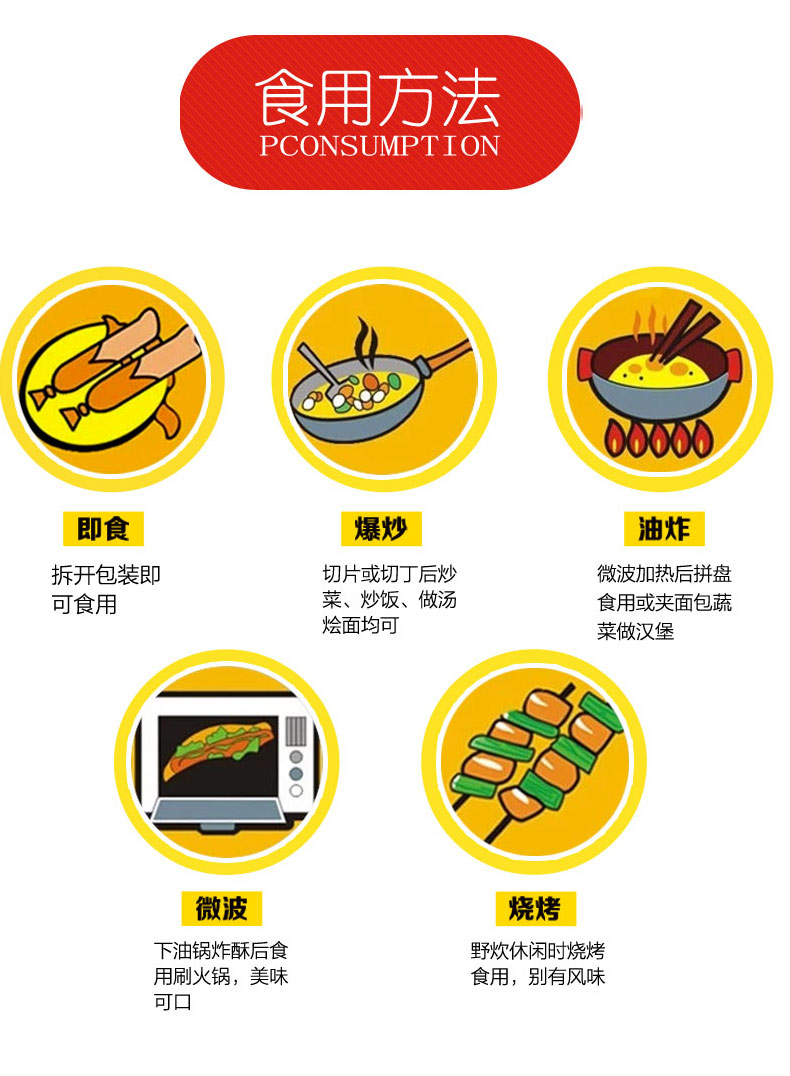 食用方法
PCONSUMPTION
即食
拆开包装即
可食用
爆炒
切片或切丁后炒
菜、炒饭、做汤
烩面均可
油炸
微波加热后拼盘
食用或夹面包蔬
菜做汉堡
微波
下油锅炸酥后食
用刷火锅，美味
可口
烧烤
野炊休闲时烧烤
食用，别有风味